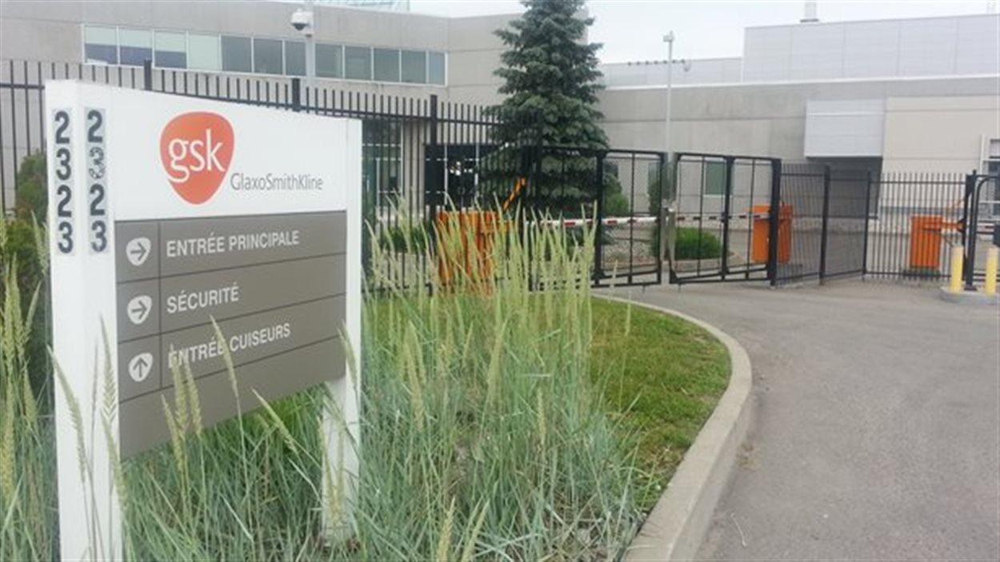 2323
2323
gsk
GlaxoSmithKline
ENTRÉE PRINCIPALE
SÉCURITÉ
ENTRÉE CUISEURS